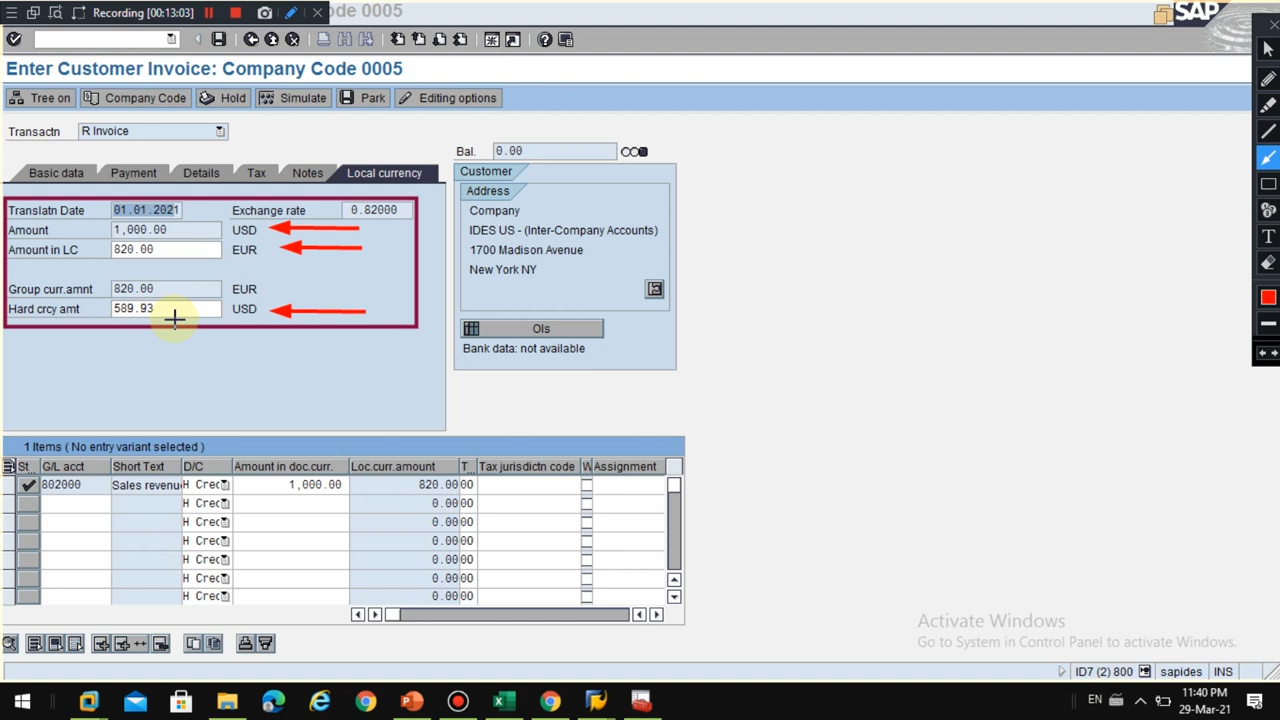 Recording [00:13:03]
ode 0005
SAP
Enter Customer Invoice: Company Code 0005
Tree on Company Code Hold Simulate Park Editing options
Transactn R Invoice
Bal. 0.00
Basic data Payment Details Tax Notes Local currency
Translatn Date 01.01.2021 Exchange rate 0.82000
Amount 1,000.00 USD
Amount in LC 820.00 EUR
Group curr.amnt 820.00 EUR
Hard crcy amt 589.93 USD
Customer
Address
Company
IDES US - (Inter-Company Accounts)
1700 Madison Avenue
New York NY
OIs
Bank data: not available
1 Items ( No entry variant selected )
St... G/L acct Short Text D/C Amount in doc.curr. Loc.curr.amount T... Tax jurisdictn code W Assignment
802000 Sales revenu H Cred 1,000.00 820.00 00
H Cred 0.00 00
H Cred 0.00 00
H Cred 0.00 00
H Cred 0.00 00
H Cred 0.00 00
H Cred 0.00 00
Activate Windows
Go to System in Control Panel to activate Windows.
ID7 (2) 800 sapides INS
EN 11:40 PM
29-Mar-21